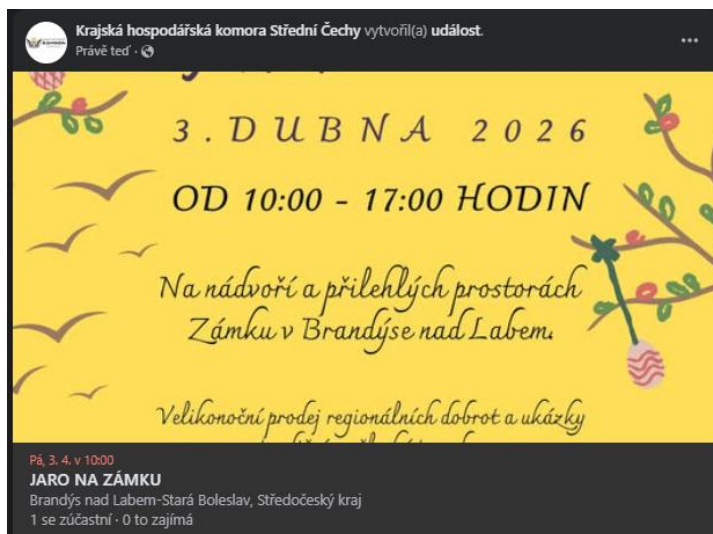 Krajská hospodářská komora Střední Čechy vytvořil(a) událost.
Právě teď ·
3. DUBNA 2026
OD 10:00 - 17:00 HODIN
Na nádvoří a přilehlých prostorách
Zámku v Brandýse nad Labem.
Velikonoční prodej regionálních dobrot a ukázky
Pá, 3. 4. v 10:00
JARO NA ZÁMKU
Brandýs nad Labem-Stará Boleslav, Středočeský kraj
1 se zúčastní · 0 to zajímá